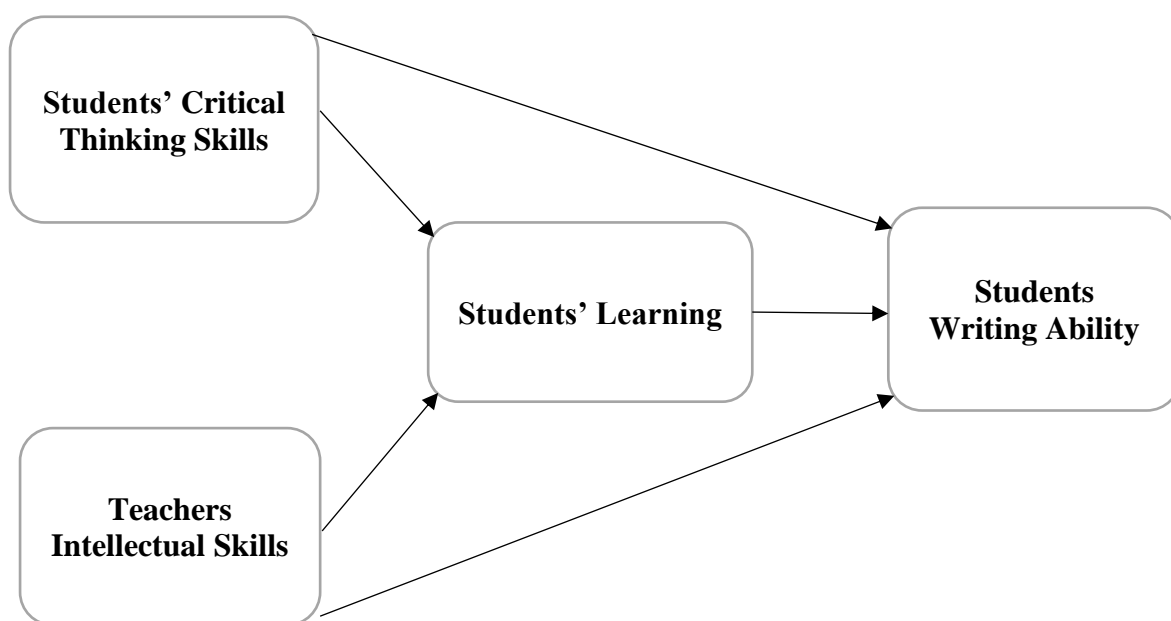 Students’ Critical
Thinking Skills
Students’ Learning
Students
Writing Ability
Teachers
Intellectual Skills